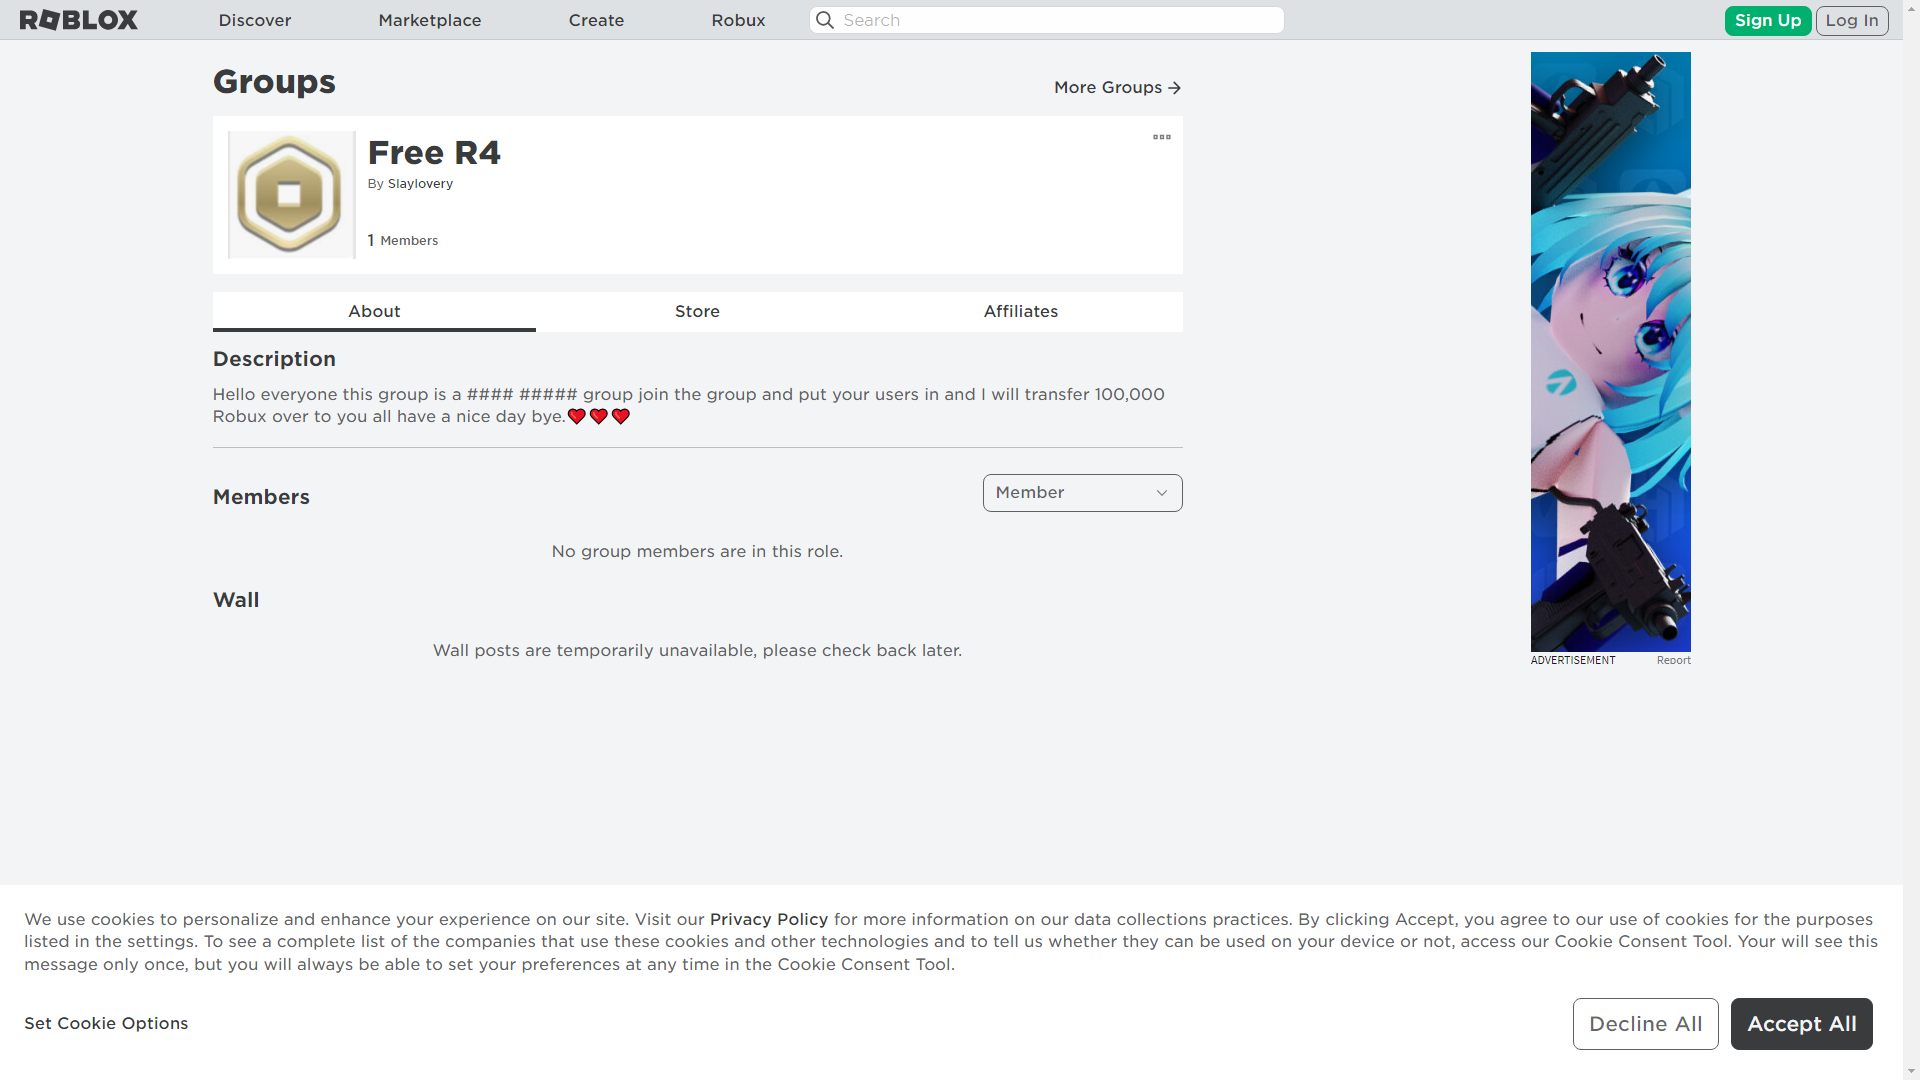 ROBLOX Discover Marketplace Create Robux Search Sign Up Log In
Groups
More Groups →
Free R4
By Slaylovery
1 Members
About Store Affiliates
Description
Hello everyone this group is a #### ##### group join the group and put your users in and I will transfer 100,000
Robux over to you all have a nice day bye.❤❤❤
Members
Member
No group members are in this role.
Wall
Wall posts are temporarily unavailable, please check back later.
ADVERTISEMENT Report
We use cookies to personalize and enhance your experience on our site. Visit our Privacy Policy for more information on our data collections practices. By clicking Accept, you agree to our use of cookies for the purposes
listed in the settings. To see a complete list of the companies that use these cookies and other technologies and to tell us whether they can be used on your device or not, access our Cookie Consent Tool. Your will see this
message only once, but you will always be able to set your preferences at any time in the Cookie Consent Tool.
Set Cookie Options
Decline All Accept All